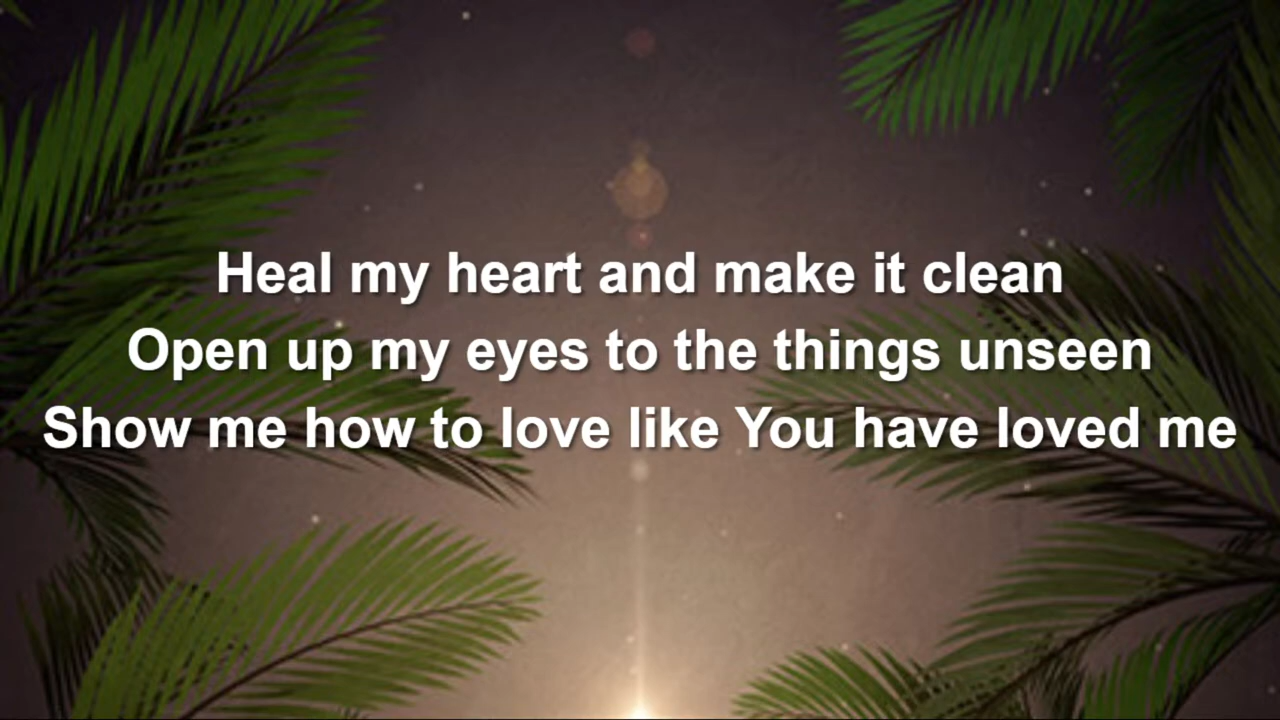 Heal my heart and make it clean
Open up my eyes to the things unseen
Show me how to love like You have loved me